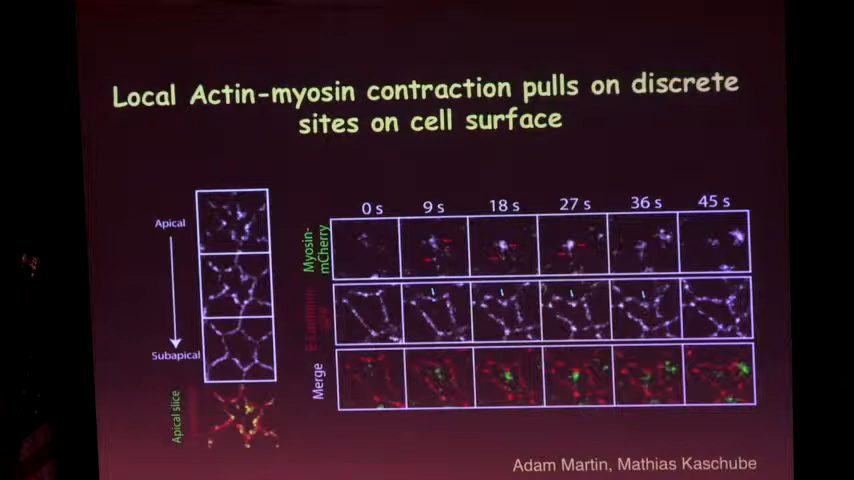 Local Actin-myosin contraction pulls on discrete
sites on cell surface
0 s 9 s 18 s 27 s 36 s 45 s
Apical
Subapical
Apical slice
Myosin-
mCherry
Merge
Adam Martin, Mathias Kaschube